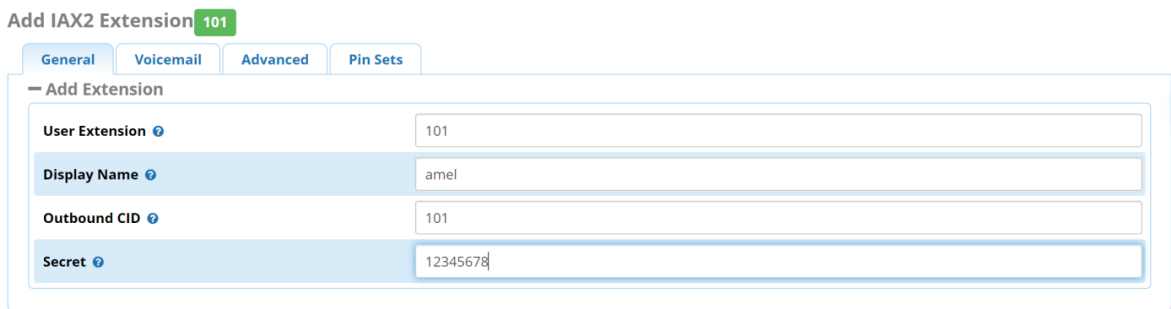 Add IAX2 Extension 101
General Voicemail Advanced Pin Sets
Add Extension
User Extension 101
Display Name amel
Outbound CID 101
Secret 12345678